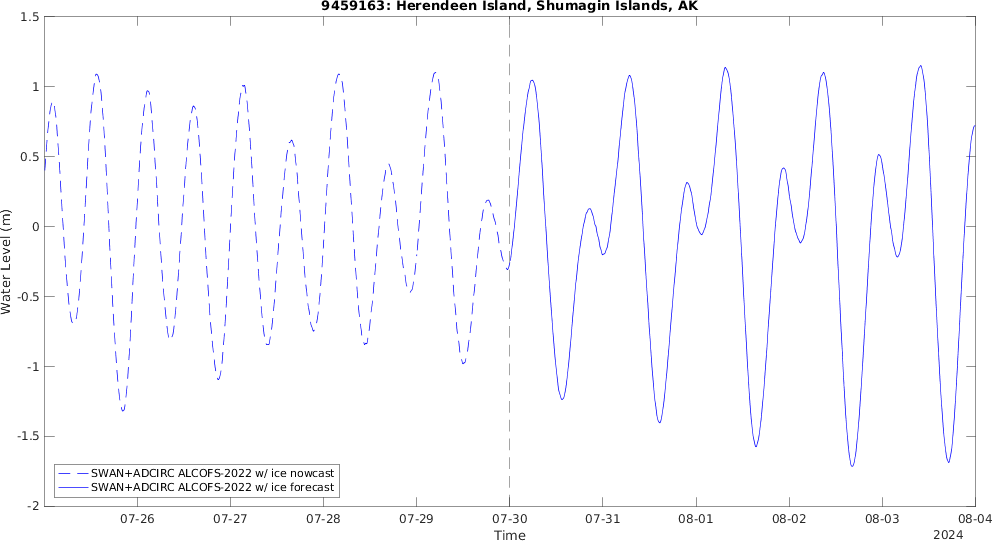 9459163: Herendeen Island, Shumagin Islands, AK
1.5
1
0.5
0
-0.5
-1
-1.5
-2
Water Level (m)
SWAN+ADCIRC ALCOFS-2022 w/ ice nowcast
SWAN+ADCIRC ALCOFS-2022 w/ ice forecast
07-26 07-27 07-28 07-29 07-30 07-31 08-01 08-02 08-03 08-04
Time
2024